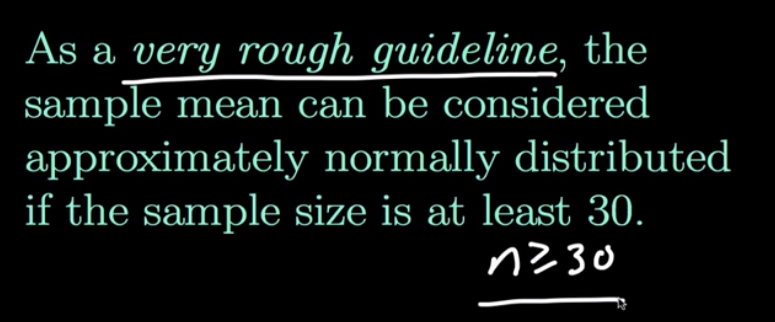 As a very rough guideline, the
sample mean can be considered
approximately normally distributed
if the sample size is at least 30.
n≥30